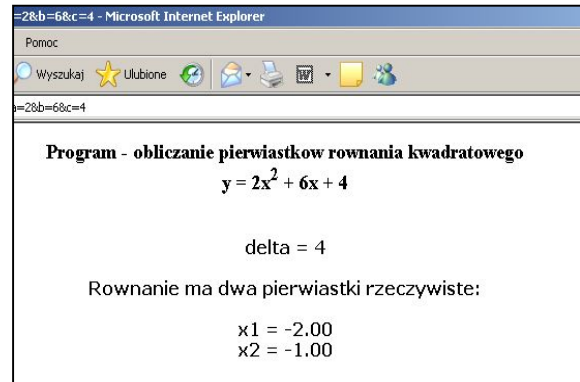 =2&b=6&c=4 - Microsoft Internet Explorer
Pomoc
Wyszukaj Ulubione
a=2&b=6&c=4
Program - obliczanie pierwiastkow rownania kwadratowego
y = 2x² + 6x + 4
delta = 4
Rownanie ma dwa pierwiastki rzeczywiste:
x1 = -2.00
x2 = -1.00